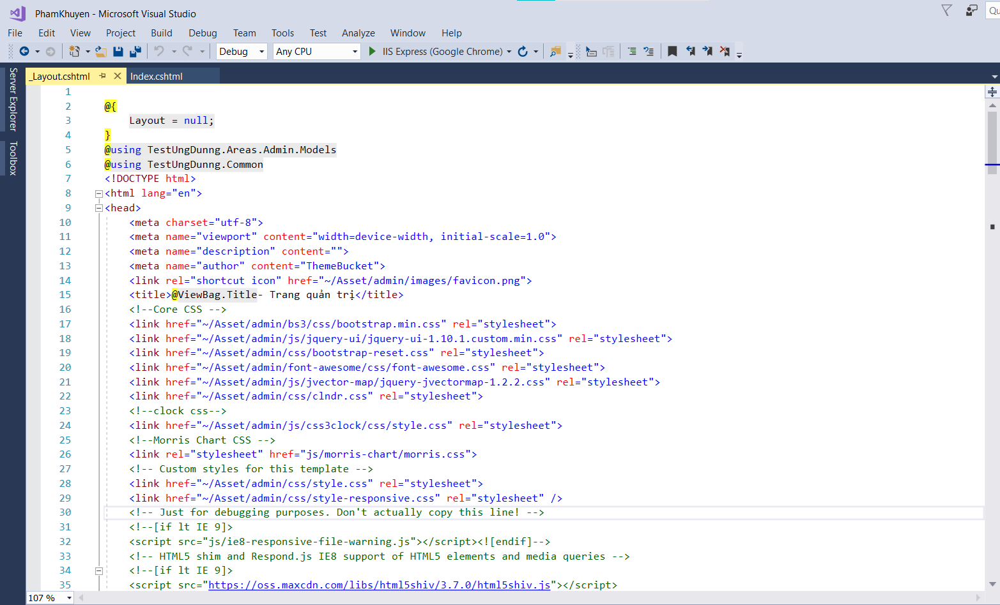 PhamKhuyen - Microsoft Visual Studio
Qu
File Edit View Project Build Debug Team Tools Test Analyze Window Help
Debug Any CPU IIS Express (Google Chrome)
Server Explorer
Toolbox
_Layout.cshtml Index.cshtml
1
2 @{
3 Layout = null;
4 }
5 @using TestUngDunng.Areas.Admin.Models
6 @using TestUngDunng.Common
7 <!DOCTYPE html>
8 <html lang="en">
9 <head>
10 <meta charset="utf-8">
11 <meta name="viewport" content="width=device-width, initial-scale=1.0">
12 <meta name="description" content="">
13 <meta name="author" content="ThemeBucket">
14 <link rel="shortcut icon" href="~/Asset/admin/images/favicon.png">
15 <title>@ViewBag.Title- Trang quản trị</title>
16 <!--Core CSS -->
17 <link href="~/Asset/admin/bs3/css/bootstrap.min.css" rel="stylesheet">
18 <link href="~/Asset/admin/js/jquery-ui/jquery-ui-1.10.1.custom.min.css" rel="stylesheet">
19 <link href="~/Asset/admin/css/bootstrap-reset.css" rel="stylesheet">
20 <link href="~/Asset/admin/font-awesome/css/font-awesome.css" rel="stylesheet">
21 <link href="~/Asset/admin/js/jvector-map/jquery-jvectormap-1.2.2.css" rel="stylesheet">
22 <link href="~/Asset/admin/css/clndr.css" rel="stylesheet">
23 <!--clock css-->
24 <link href="~/Asset/admin/js/css3clock/css/style.css" rel="stylesheet">
25 <!--Morris Chart CSS -->
26 <link rel="stylesheet" href="js/morris-chart/morris.css">
27 <!-- Custom styles for this template -->
28 <link href="~/Asset/admin/css/style.css" rel="stylesheet">
29 <link href="~/Asset/admin/css/style-responsive.css" rel="stylesheet" />
30 <!-- Just for debugging purposes. Don't actually copy this line! -->
31 <!--[if lt IE 9]>
32 <script src="js/ie8-responsive-file-warning.js"></script><![endif]-->
33 <!-- HTML5 shim and Respond.js IE8 support of HTML5 elements and media queries -->
34 <!--[if lt IE 9]>
35 <script src="https://oss.maxcdn.com/libs/html5shiv/3.7.0/html5shiv.js"></script>
107 %